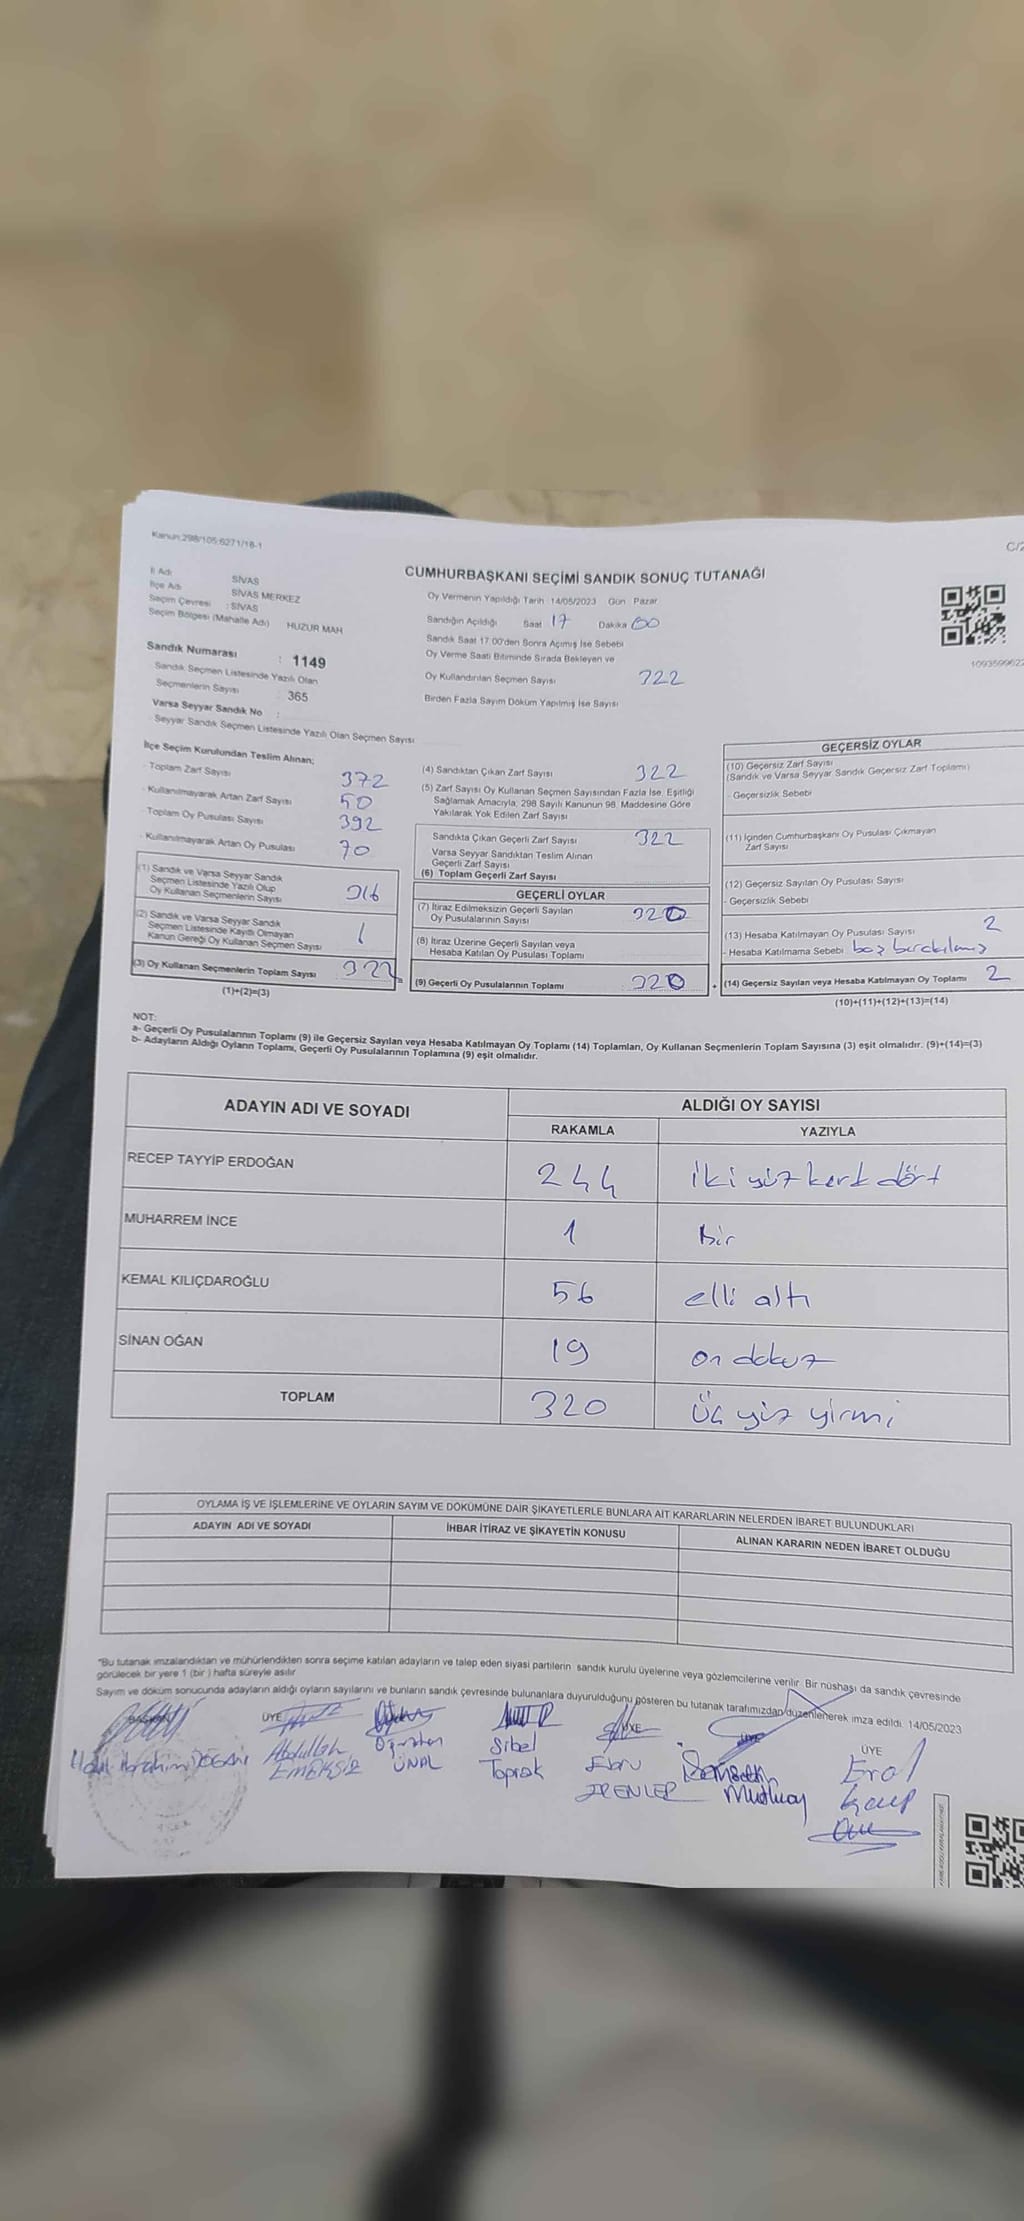 Kanun:298/105:6271/18-1
C/2
CUMHURBAŞKANI SEÇİMİ SANDIK SONUÇ TUTANAĞI
İl Adı SİVAS
İlçe Adı SİVAS MERKEZ
Seçim Çevresi : SİVAS
Seçim Bölgesi (Mahalle Adı) HUZUR MAH
Sandık Numarası : 1149
Sandık Seçmen Listesinde Yazılı Olan
Seçmenlerin Sayısı 365
Varsa Seyyar Sandık No :
Seyyar Sandık Seçmen Listesinde Yazılı Olan Seçmen Sayısı
Oy Vermenin Yapıldığı Tarih 14/05/2023 Gün Pazar
Sandığın Açıldığı Saat 17 Dakika 00
Sandık Saat 17:00'den Sonra Açımış İse Sebebi
Oy Verme Saati Bitiminde Sırada Bekleyen ve
Oy Kullandırılan Seçmen Sayısı 322
Birden Fazla Sayım Döküm Yapılmış İse Sayısı
İlçe Seçim Kurulundan Teslim Alınan;
- Toplam Zarf Sayısı 372
- Kullanılmayarak Artan Zarf Sayısı 50
Toplam Oy Pusulası Sayısı 392
- Kullanılmayarak Artan Oy Pusulası 70
(1) Sandık ve Varsa Seyyar Sandık
Seçmen Listesinde Yazılı Olup
Oy Kullanan Seçmenlerin Sayısı 316
(2) Sandık ve Varsa Seyyar Sandık
Seçmen Listesinde Kayıtlı Olmayan
Kanun Gereği Oy Kullanan Seçmen Sayısı 1
(3) Oy Kullanan Seçmenlerin Toplam Sayısı 322
(1)+(2)=(3)
(4) Sandıktan Çıkan Zarf Sayısı 322
(5) Zarf Sayısı Oy Kullanan Seçmen Sayısından Fazla İse, Eşitliği
Sağlamak Amacıyla, 298 Sayılı Kanunun 98. Maddesine Göre
Yakılarak Yok Edilen Zarf Sayısı
Sandıkta Çıkan Geçerli Zarf Sayısı 322
Varsa Seyyar Sandıktan Teslim Alınan
Geçerli Zarf Sayısı
(6) Toplam Geçerli Zarf Sayısı
GEÇERLİ OYLAR
(7) İtiraz Edilmeksizin Geçerli Sayılan
Oy Pusulalarının Sayısı 320
(8) İtiraz Üzerine Geçerli Sayılan veya
Hesaba Katılan Oy Pusulası Toplamı
(9) Geçerli Oy Pusulalarının Toplamı 320
GEÇERSİZ OYLAR
(10) Geçersiz Zarf Sayısı
(Sandık ve Varsa Seyyar Sandık Geçersiz Zarf Toplamı)
- Geçersizlik Sebebi
(11) İçinden Cumhurbaşkanı Oy Pusulası Çıkmayan
Zarf Sayısı
(12) Geçersiz Sayılan Oy Pusulası Sayısı
- Geçersizlik Sebebi
(13) Hesaba Katılmayan Oy Pusulası Sayısı 2
- Hesaba Katılmama Sebebi boş bırakılmış
+ (14) Geçersiz Sayılan veya Hesaba Katılmayan Oy Toplamı 2
(10)+(11)+(12)+(13)=(14)
NOT:
a- Geçerli Oy Pusulalarının Toplamı (9) ile Geçersiz Sayılan veya Hesaba Katılmayan Oy Toplamı (14) Toplamları, Oy Kullanan Seçmenlerin Toplam Sayısına (3) eşit olmalıdır. (9)+(14)=(3)
b- Adayların Aldığı Oyların Toplamı, Geçerli Oy Pusulalarının Toplamına (9) eşit olmalıdır.
ADAYIN ADI VE SOYADI ALDIĞI OY SAYISI
RAKAMLA YAZIYLA
RECEP TAYYİP ERDOĞAN 244 iki yüz kırk dört
MUHARREM İNCE 1 bir
KEMAL KILIÇDAROĞLU 56 elli altı
SİNAN OĞAN 19 on dokuz
TOPLAM 320 üç yüz yirmi
OYLAMA İŞ VE İŞLEMLERİNE VE OYLARIN SAYIM VE DÖKÜMÜNE DAİR ŞİKAYETLERLE BUNLARA AİT KARARLARIN NELERDEN İBARET BULUNDUKLARI
ADAYIN ADI VE SOYADI İHBAR İTİRAZ VE ŞİKAYETİN KONUSU ALINAN KARARIN NEDEN İBARET OLDUĞU
"Bu tutanak imzalandıktan ve mühürlendikten sonra seçime katılan adayların ve talep eden siyasi partilerin sandık kurulu üyelerine veya gözlemcilerine verilir. Bir nüshası da sandık çevresinde
görülecek bir yere 1 (bir) hafta süreyle asılır
Sayım ve döküm sonucunda adayların aldığı oyların sayılarını ve bunların sandık çevresinde bulunanlara duyurulduğunu gösteren bu tutanak tarafımızdan düzenlenerek imza edildi. 14/05/2023
BAŞKAN ÜYE ÜYE ÜYE ÜYE
Halil İbrahim DOĞAN Abdullah EMEKSİZ ÜNAL Sibel Toprak Ebru ERENLER Mutluay Erol